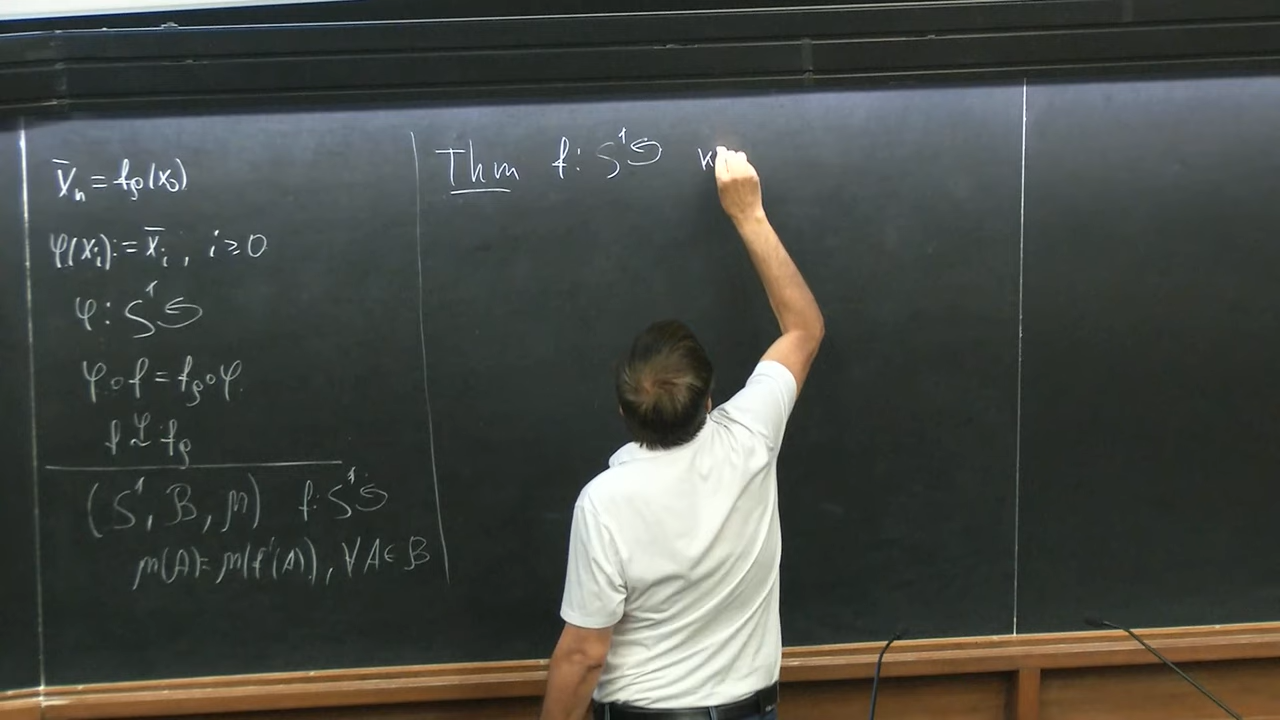 x̄ₙ = f_ρ(x₀)
φ(xᵢ) := x̄ᵢ , i ≥ 0
φ: S¹↺
φ∘f = f_ρ∘φ
f ~^φ f_ρ
(S¹, B, μ) f: S¹↺
μ(A) = μ(f⁻¹(A)), ∀A∈B
Thm f: S¹↺